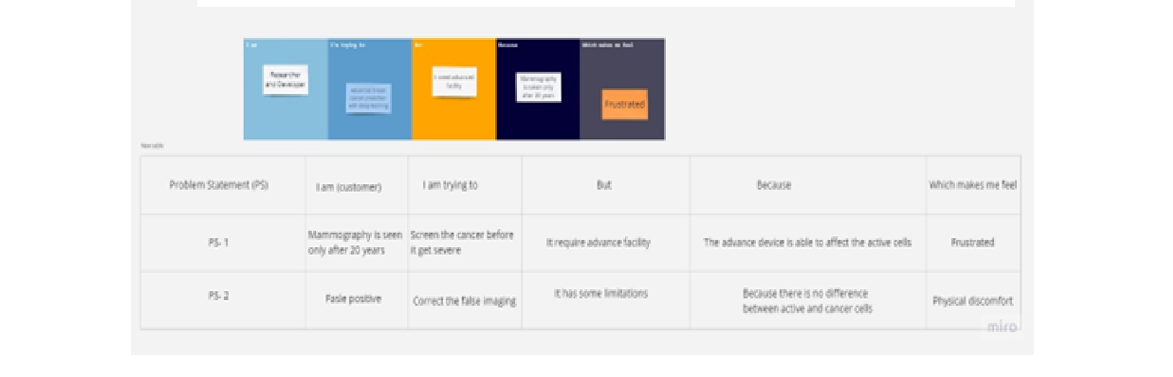 I am
I'm trying to
But
Because
Which makes me feel
Researcher
and Developer
I need advanced
facility
Mammography
is taken only
after 20 years
Frustrated
Problem Statement (PS)
I am (customer)
I am trying to
But
Because
Which makes me feel
PS- 1
Mammography is seen
only after 20 years
Screen the cancer before
it get severe
It require advance facility
The advance device is able to affect the active cells
Frustrated
PS- 2
Fasle positive
Correct the false imaging
It has some limitations
Because there is no difference
between active and cancer cells
Physical discomfort
miro